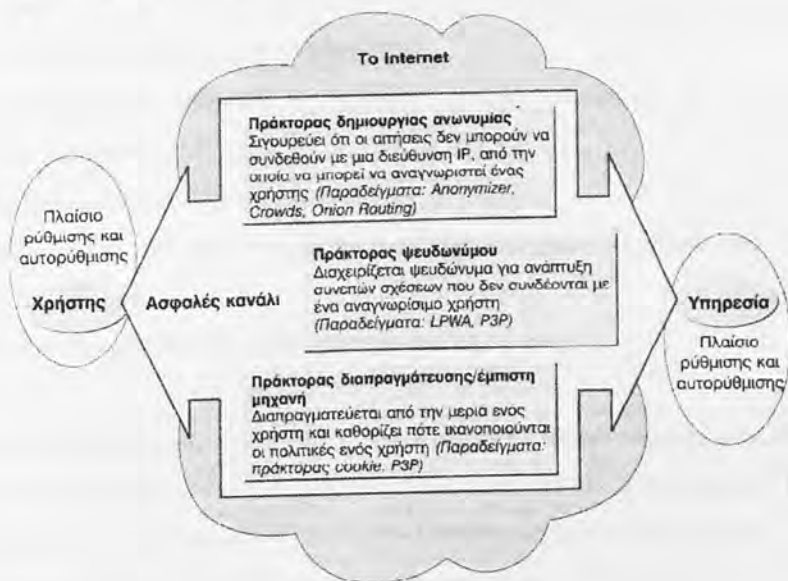 Το Internet
Πράκτορας δημιουργίας ανωνυμίας
Σιγουρεύει ότι οι αιτήσεις δεν μπορούν να
συνδεθούν με μια διεύθυνση IP, από την
οποία να μπορεί να αναγνωριστεί ένας
χρήστης (Παραδείγματα: Anonymizer,
Crowds, Onion Routing)
Πλαίσιο
ρύθμισης και
αυτορύθμισης
Χρήστης
Ασφαλές κανάλι
Πράκτορας ψευδωνύμου
Διαχειρίζεται ψευδώνυμα για ανάπτυξη
συνεπών σχέσεων που δεν συνδέονται με
ένα αναγνωρίσιμο χρήστη
(Παραδείγματα: LPWA, P3P)
Υπηρεσία
Πλαίσιο
ρύθμισης και
αυτορύθμισης
Πράκτορας διαπραγμάτευσης/έμπιστη
μηχανή
Διαπραγματεύεται από την μεριά ενος
χρήστη και καθορίζει πότε ικανοποιούνται
οι πολιτικές ενός χρήστη (Παραδείγματα:
πράκτορας cookie, P3P)